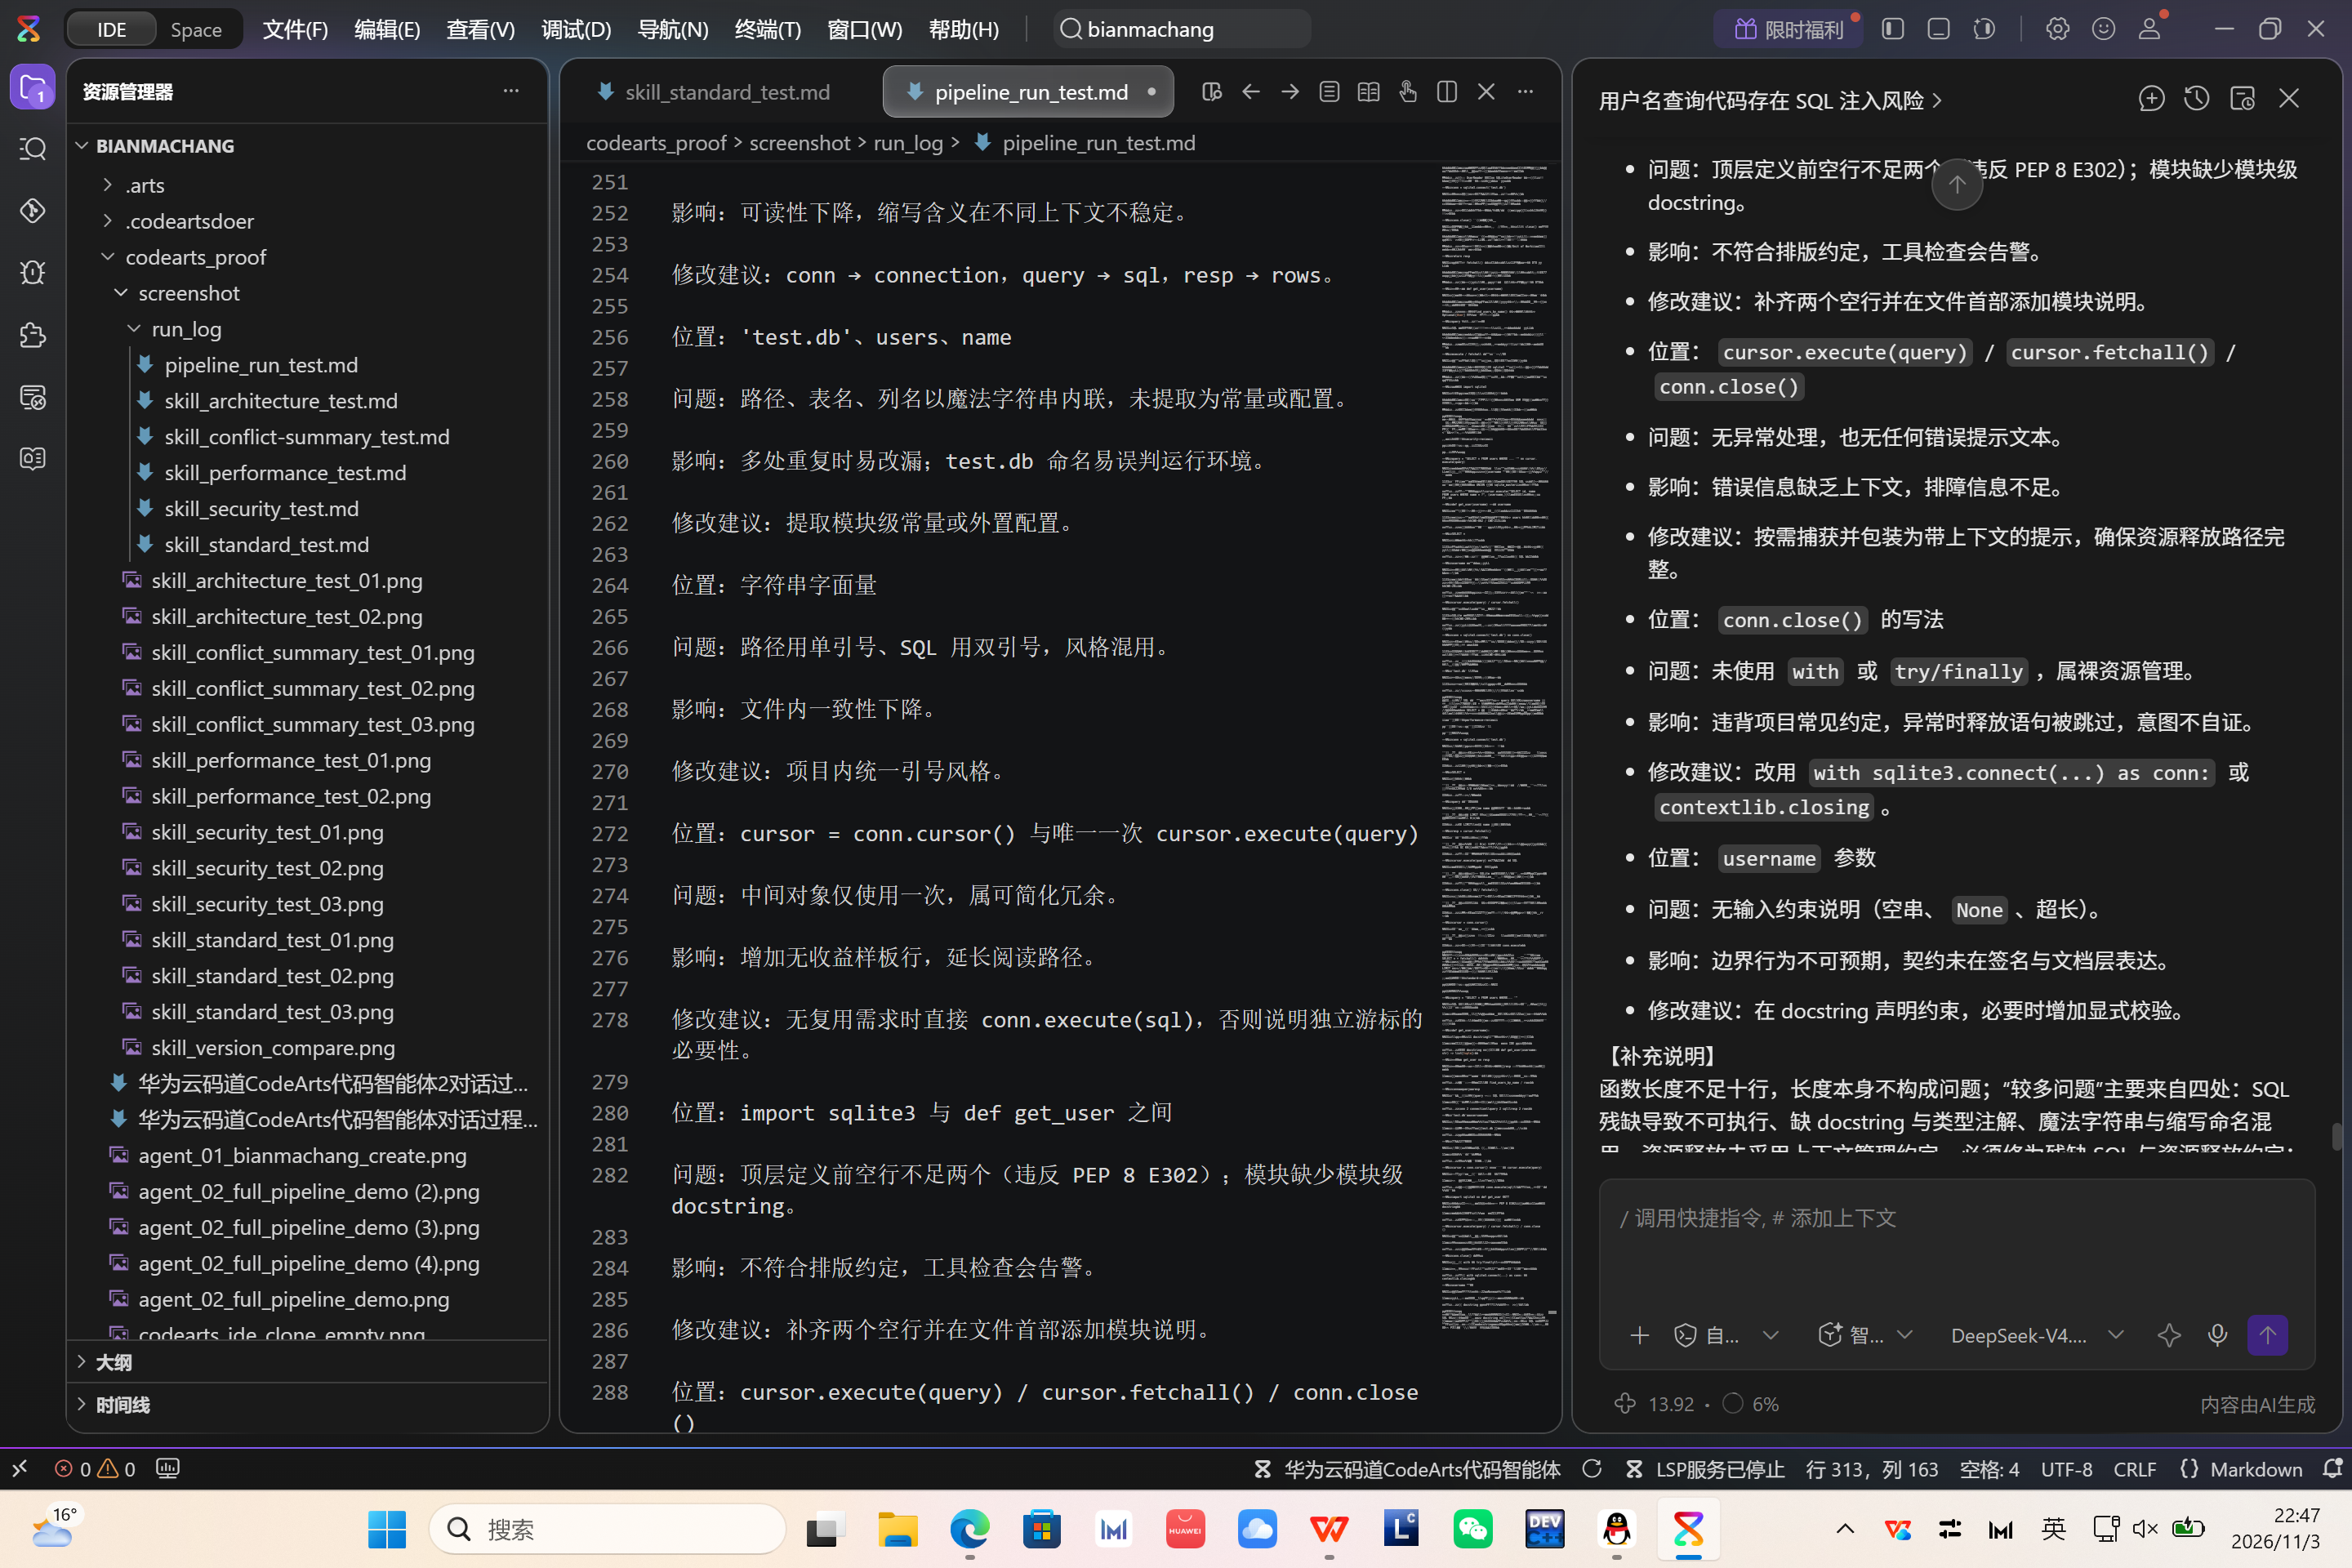 IDE Space 文件(F) 编辑(E) 查看(V) 调试(D) 导航(N) 终端(T) 窗口(W) 帮助(H) bianmachang 限时福利
资源管理器
1
BIANMACHANG
.arts
.codeartsdoer
codearts_proof
screenshot
run_log
pipeline_run_test.md
skill_architecture_test.md
skill_conflict-summary_test.md
skill_performance_test.md
skill_security_test.md
skill_standard_test.md
skill_architecture_test_01.png
skill_architecture_test_02.png
skill_conflict_summary_test_01.png
skill_conflict_summary_test_02.png
skill_conflict_summary_test_03.png
skill_performance_test_01.png
skill_performance_test_02.png
skill_security_test_01.png
skill_security_test_02.png
skill_security_test_03.png
skill_standard_test_01.png
skill_standard_test_02.png
skill_standard_test_03.png
skill_version_compare.png
华为云码道CodeArts代码智能体2对话过...
华为云码道CodeArts代码智能体对话过程...
agent_01_bianmachang_create.png
agent_02_full_pipeline_demo (2).png
agent_02_full_pipeline_demo (3).png
agent_02_full_pipeline_demo (4).png
agent_02_full_pipeline_demo.png
codearts_ide_clone_empty.png
大纲
时间线
skill_standard_test.md pipeline_run_test.md
codearts_proof > screenshot > run_log > pipeline_run_test.md
251
252 影响：可读性下降，缩写含义在不同上下文不稳定。
253
254 修改建议：conn → connection，query → sql，resp → rows。
255
256 位置：'test.db'、users、name
257
258 问题：路径、表名、列名以魔法字符串内联，未提取为常量或配置。
259
260 影响：多处重复时易改漏；test.db 命名易误判运行环境。
261
262 修改建议：提取模块级常量或外置配置。
263
264 位置：字符串字面量
265
266 问题：路径用单引号、SQL 用双引号，风格混用。
267
268 影响：文件内一致性下降。
269
270 修改建议：项目内统一引号风格。
271
272 位置：cursor = conn.cursor() 与唯一一次 cursor.execute(query)
273
274 问题：中间对象仅使用一次，属可简化冗余。
275
276 影响：增加无收益样板行，延长阅读路径。
277
278 修改建议：无复用需求时直接 conn.execute(sql)，否则说明独立游标的
必要性。
279
280 位置：import sqlite3 与 def get_user 之间
281
282 问题：顶层定义前空行不足两个（违反 PEP 8 E302）；模块缺少模块级
docstring。
283
284 影响：不符合排版约定，工具检查会告警。
285
286 修改建议：补齐两个空行并在文件首部添加模块说明。
287
288 位置：cursor.execute(query) / cursor.fetchall() / conn.close
()
用户名查询代码存在 SQL 注入风险 >
• 问题：顶层定义前空行不足两个 违反 PEP 8 E302）；模块缺少模块级
docstring。
• 影响：不符合排版约定，工具检查会告警。
• 修改建议：补齐两个空行并在文件首部添加模块说明。
• 位置： cursor.execute(query) / cursor.fetchall() /
conn.close()
• 问题：无异常处理，也无任何错误提示文本。
• 影响：错误信息缺乏上下文，排障信息不足。
• 修改建议：按需捕获并包装为带上下文的提示，确保资源释放路径完
整。
• 位置： conn.close() 的写法
• 问题：未使用 with 或 try/finally ，属裸资源管理。
• 影响：违背项目常见约定，异常时释放语句被跳过，意图不自证。
• 修改建议：改用 with sqlite3.connect(...) as conn: 或
contextlib.closing 。
• 位置： username 参数
• 问题：无输入约束说明（空串、 None 、超长）。
• 影响：边界行为不可预期，契约未在签名与文档层表达。
• 修改建议：在 docstring 声明约束，必要时增加显式校验。
【补充说明】
函数长度不足十行，长度本身不构成问题；“较多问题”主要来自四处：SQL
残缺导致不可执行、缺 docstring 与类型注解、魔法字符串与缩写命名混
/ 调用快捷指令, # 添加上下文
自... 智... DeepSeek-V4....
13.92 · 6% 内容由AI生成
0 0 华为云码道CodeArts代码智能体 LSP服务已停止 行 313，列 163 空格: 4 UTF-8 CRLF {} Markdown
16° 搜索 HUAWEI L C DEV C++ 英 22:47
2026/11/3